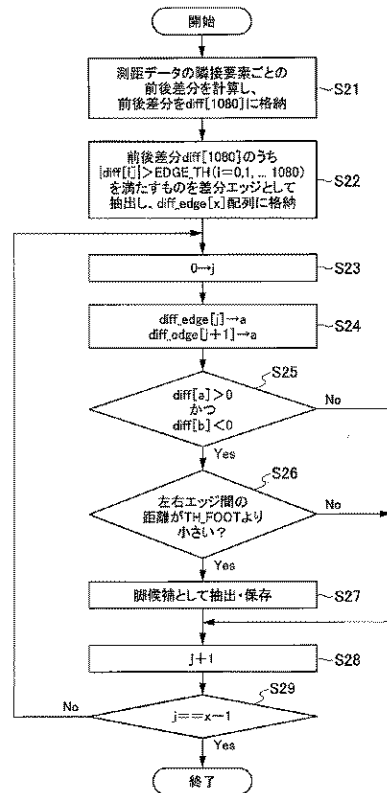 開始
測距データの隣接要素ごとの
前後差分を計算し、
前後差分をdiff[1080]に格納
S21
前後差分diff[1080]のうち
|diff[i]|>EDGE_TH(i=0,1, ... 1080)
を満たすものを差分エッジとして
抽出し、diff_edge[x]配列に格納
S22
0→j
S23
diff_edge[j]→a
diff_edge[j+1]→a
S24
S25
diff[a]>0
かつ
diff[b]<0
No
Yes
S26
左右エッジ間の
距離がTH_FOOTより
小さい?
No
Yes
脚候補として抽出・保存
S27
j+1
S28
S29
No
j==x-1
Yes
終了